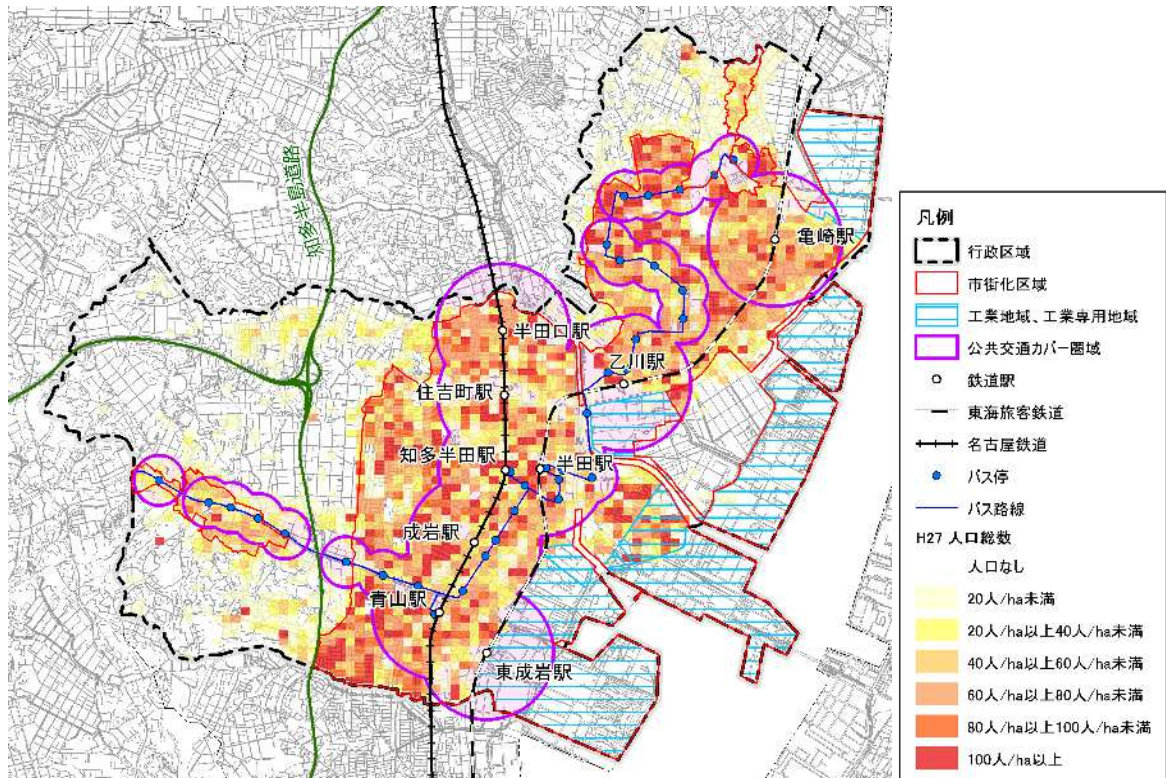 知多半島道路
亀崎駅
半田口駅
乙川駅
住吉町駅
知多半田駅
半田駅
成岩駅
青山駅
東成岩駅
凡例
行政区域
市街化区域
工業地域、工業専用地域
公共交通カバー圏域
鉄道駅
東海旅客鉄道
名古屋鉄道
バス停
バス路線
H27 人口総数
人口なし
20人/ha未満
20人/ha以上40人/ha未満
40人/ha以上60人/ha未満
60人/ha以上80人/ha未満
80人/ha以上100人/ha未満
100人/ha以上